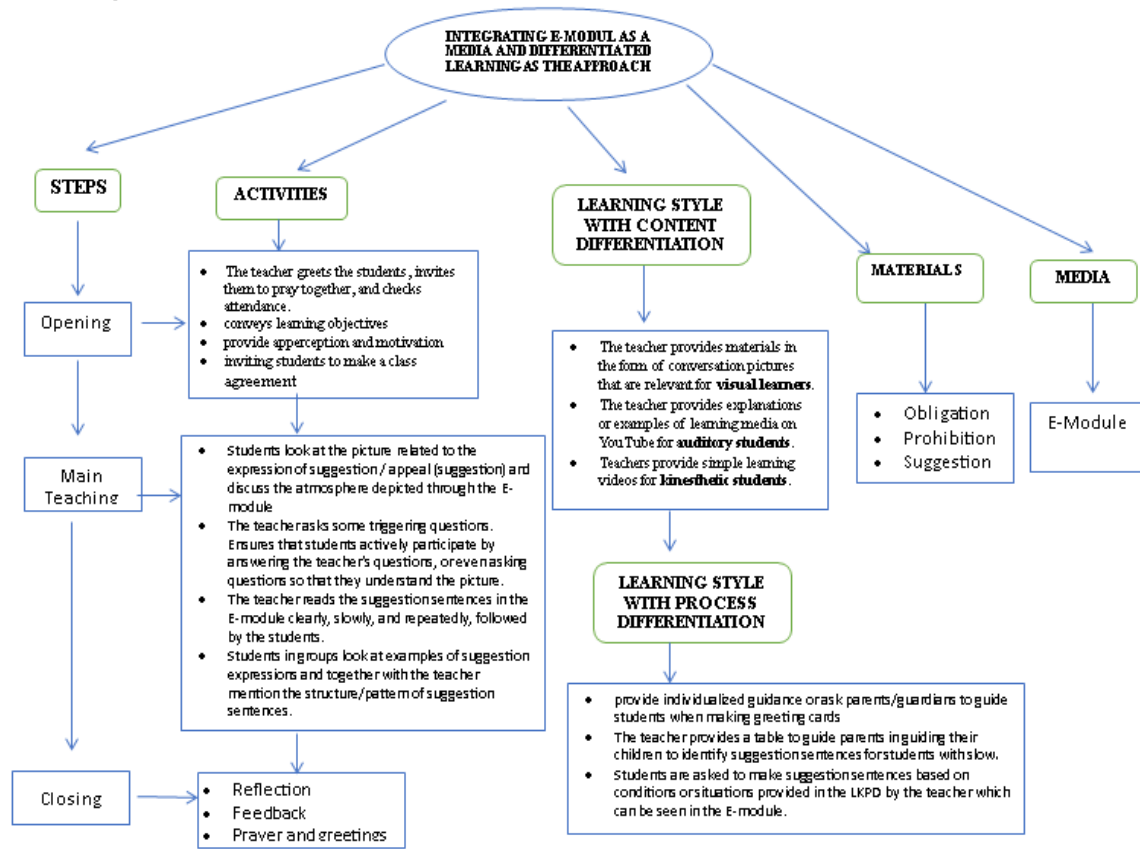 INTEGRATING E-MODUL AS A
MEDIA AND DIFFERENTIATED
LEARNING AS THE APPROACH
STEPS
Opening
Main
Teaching
Closing
ACTIVITIES
• The teacher greets the students, invites
them to pray together, and checks
attendance.
• conveys learning objectives
• provide apperception and motivation
• inviting students to make a class
agreement
• Students look at the picture related to the
expression of suggestion / appeal (suggestion) and
discuss the atmosphere depicted through the E-
module
• The teacher asks some triggering questions.
Ensures that students actively participate by
answering the teacher's questions, or even asking
questions so that they understand the picture.
• The teacher reads the suggestion sentences in the
E-module clearly, slowly, and repeatedly, followed
by the students.
• Students in groups look at examples of suggestion
expressions and together with the teacher
mention the structure/pattern of suggestion
sentences.
• Reflection
• Feedback
• Prayer and greetings
LEARNING STYLE
WITH CONTENT
DIFFERENTIATION
• The teacher provides materials in
the form of conversation pictures
that are relevant for visual learners.
• The teacher provides explanations
or examples of learning media on
YouTube for auditory students.
• Teachers provide simple learning
videos for kinesthetic students.
LEARNING STYLE
WITH PROCESS
DIFFERENTIATION
• provide individualized guidance or ask parents/guardians to guide
students when making greeting cards
• The teacher provides a table to guide parents in guiding their
children to identify suggestion sentences for students with slow.
• Students are asked to make suggestion sentences based on
conditions or situations provided in the LKPD by the teacher which
can be seen in the E-module.
MATERIALS
• Obligation
• Prohibition
• Suggestion
MEDIA
E-Module